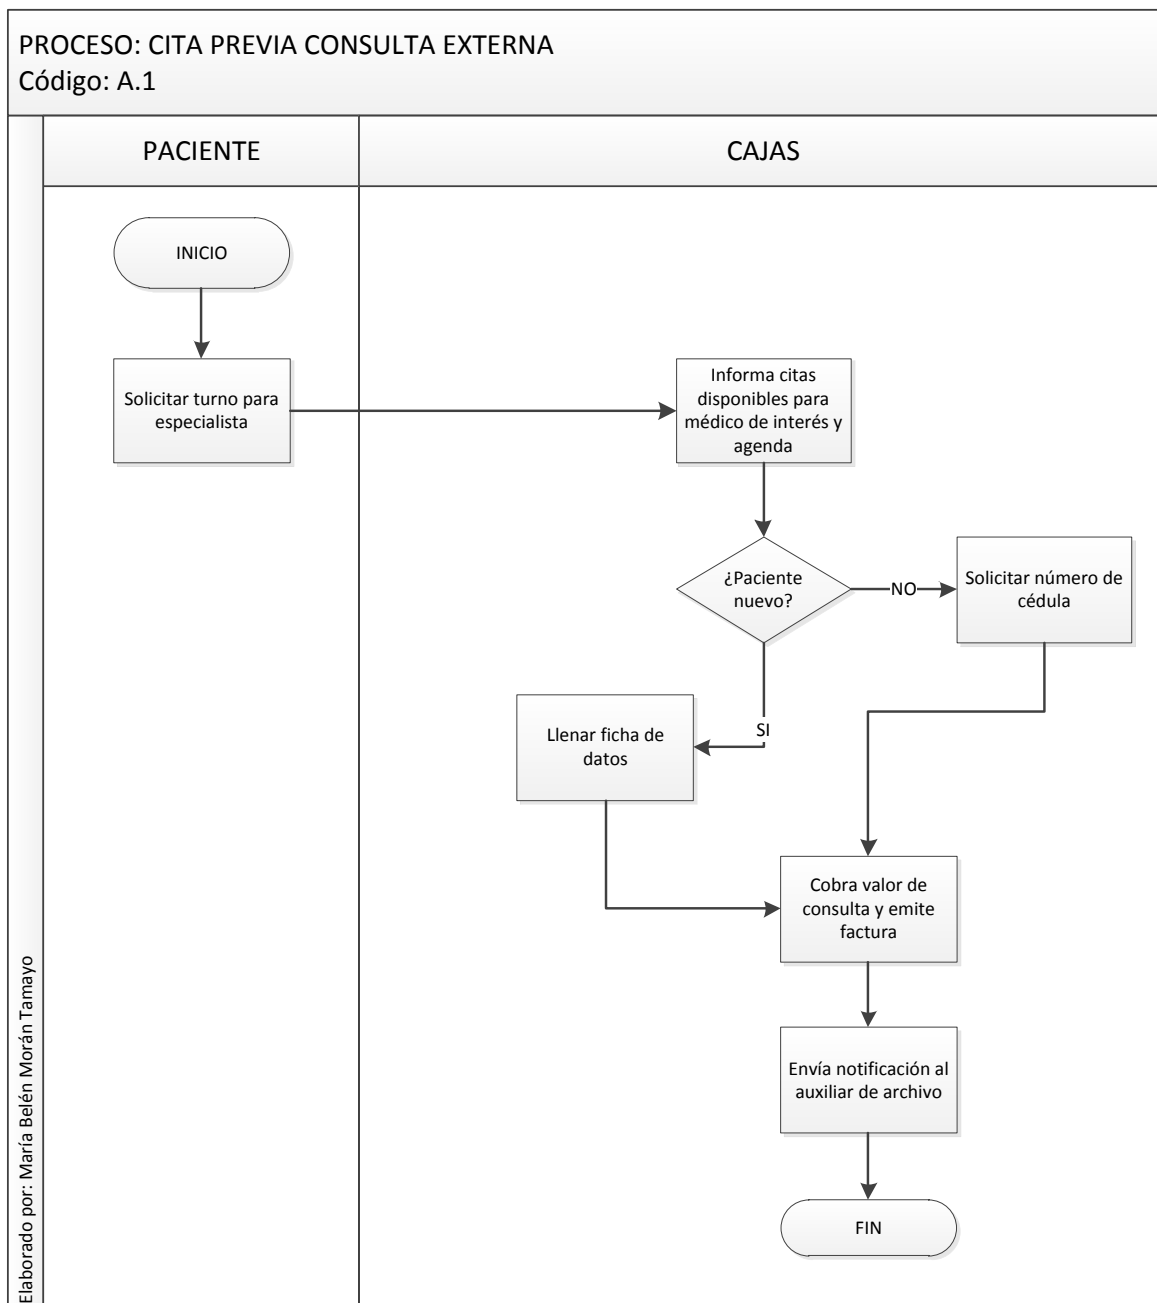 PROCESO: CITA PREVIA CONSULTA EXTERNA
Código: A.1
PACIENTE
CAJAS
INICIO
Solicitar turno para
especialista
Informa citas
disponibles para
médico de interés y
agenda
¿Paciente
nuevo?
NO
Solicitar número de
cédula
SI
Llenar ficha de
datos
Cobra valor de
consulta y emite
factura
Envía notificación al
auxiliar de archivo
FIN
Elaborado por: María Belén Morán Tamayo